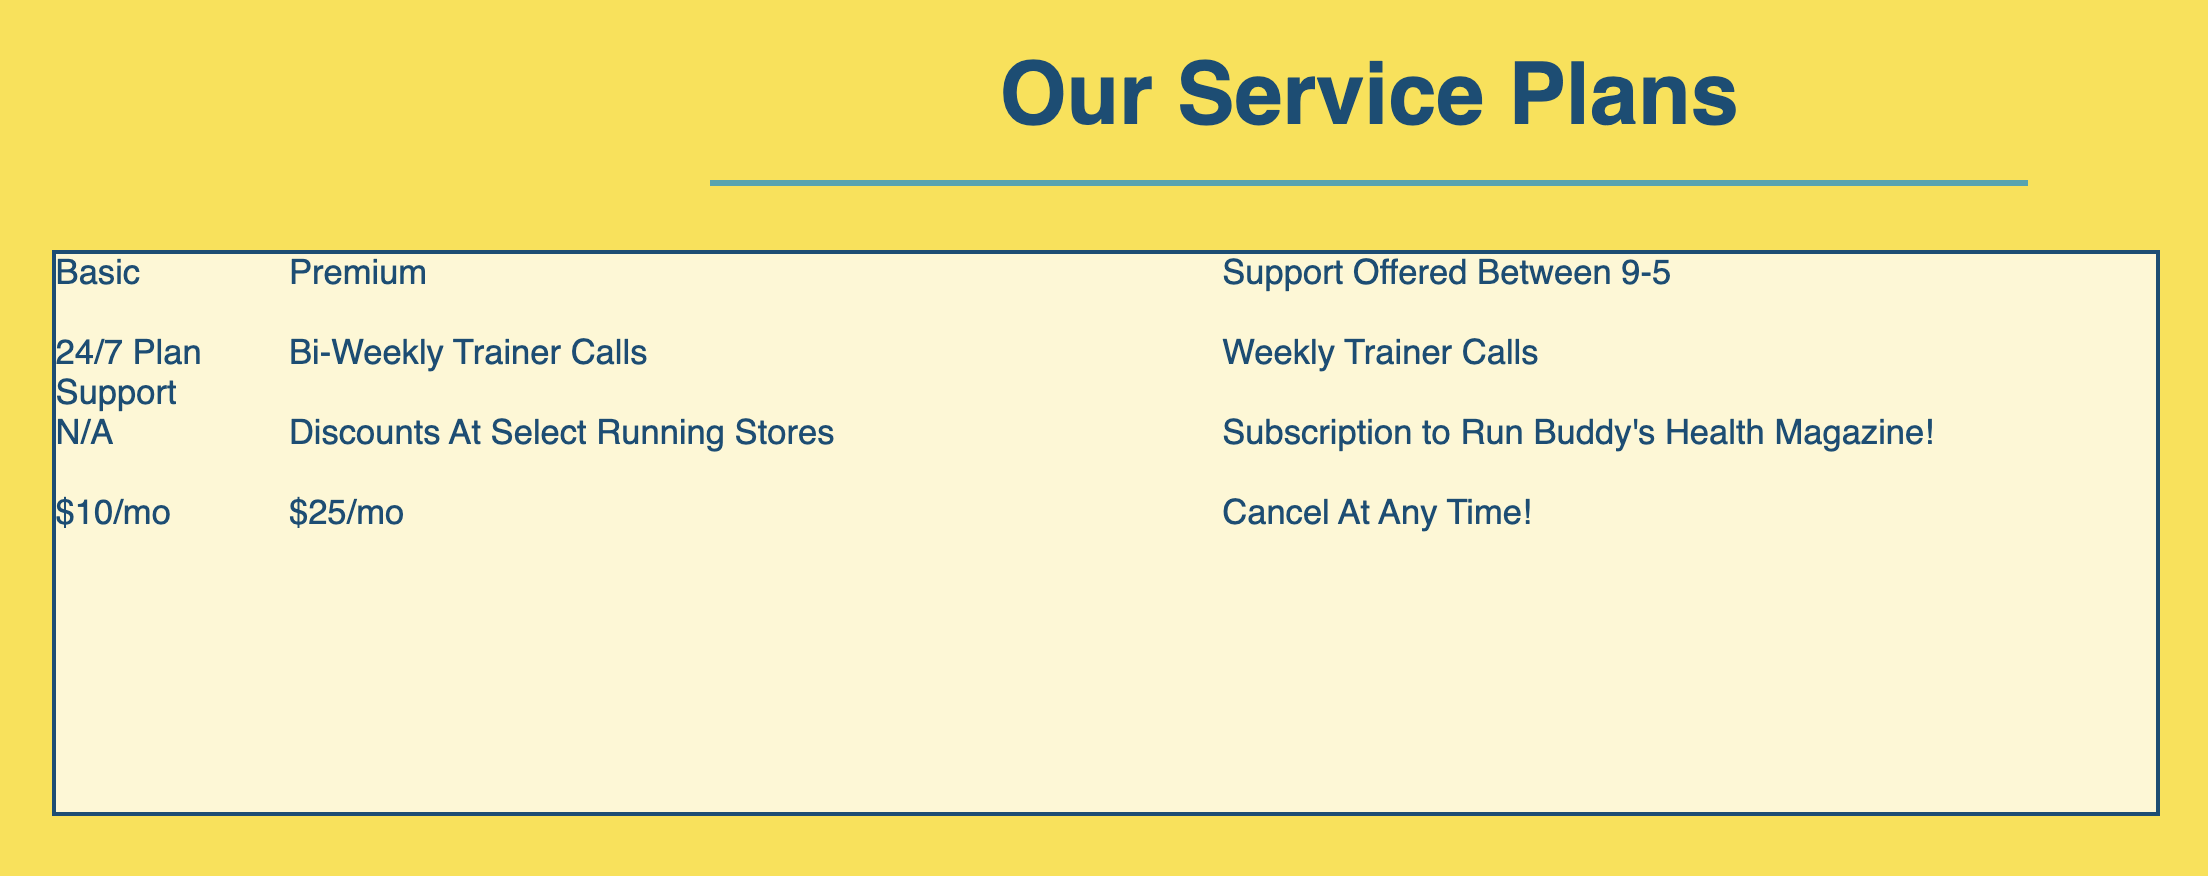 Our Service Plans
Basic Premium Support Offered Between 9-5
24/7 Plan Support Bi-Weekly Trainer Calls Weekly Trainer Calls
N/A Discounts At Select Running Stores Subscription to Run Buddy's Health Magazine!
$10/mo $25/mo Cancel At Any Time!